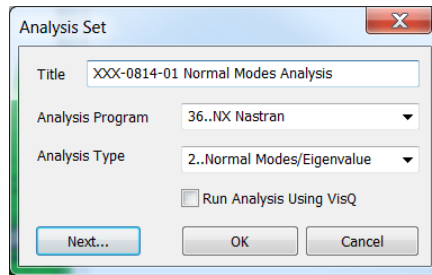 Analysis Set
Title XXX-0814-01 Normal Modes Analysis
Analysis Program 36..NX Nastran
Analysis Type 2..Normal Modes/Eigenvalue
Run Analysis Using VisQ
Next... OK Cancel